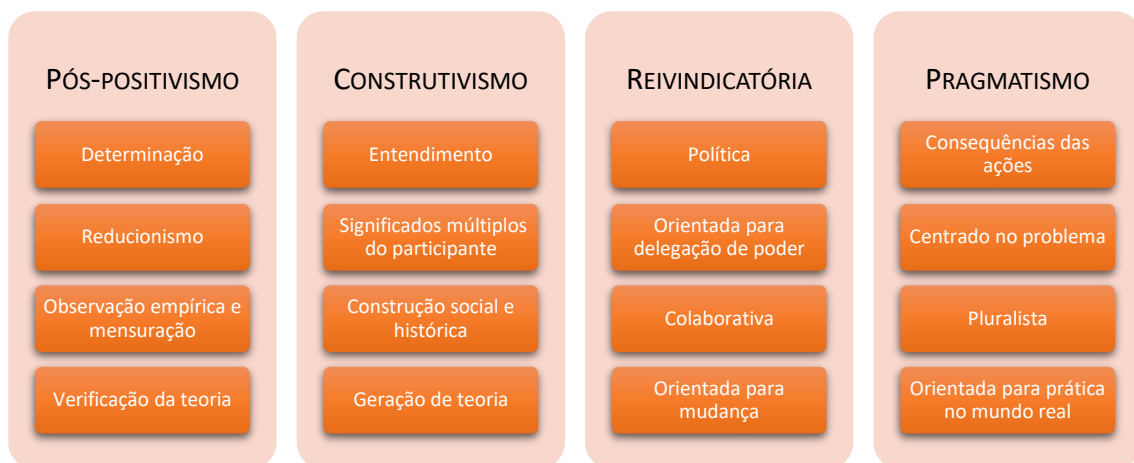 PÓS-POSITIVISMO
Determinação
Reducionismo
Observação empírica e
mensuração
Verificação da teoria
CONSTRUTIVISMO
Entendimento
Significados múltiplos
do participante
Construção social e
histórica
Geração de teoria
REIVINDICATÓRIA
Política
Orientada para
delegação de poder
Colaborativa
Orientada para
mudança
PRAGMATISMO
Consequências das
ações
Centrado no problema
Pluralista
Orientada para prática
no mundo real